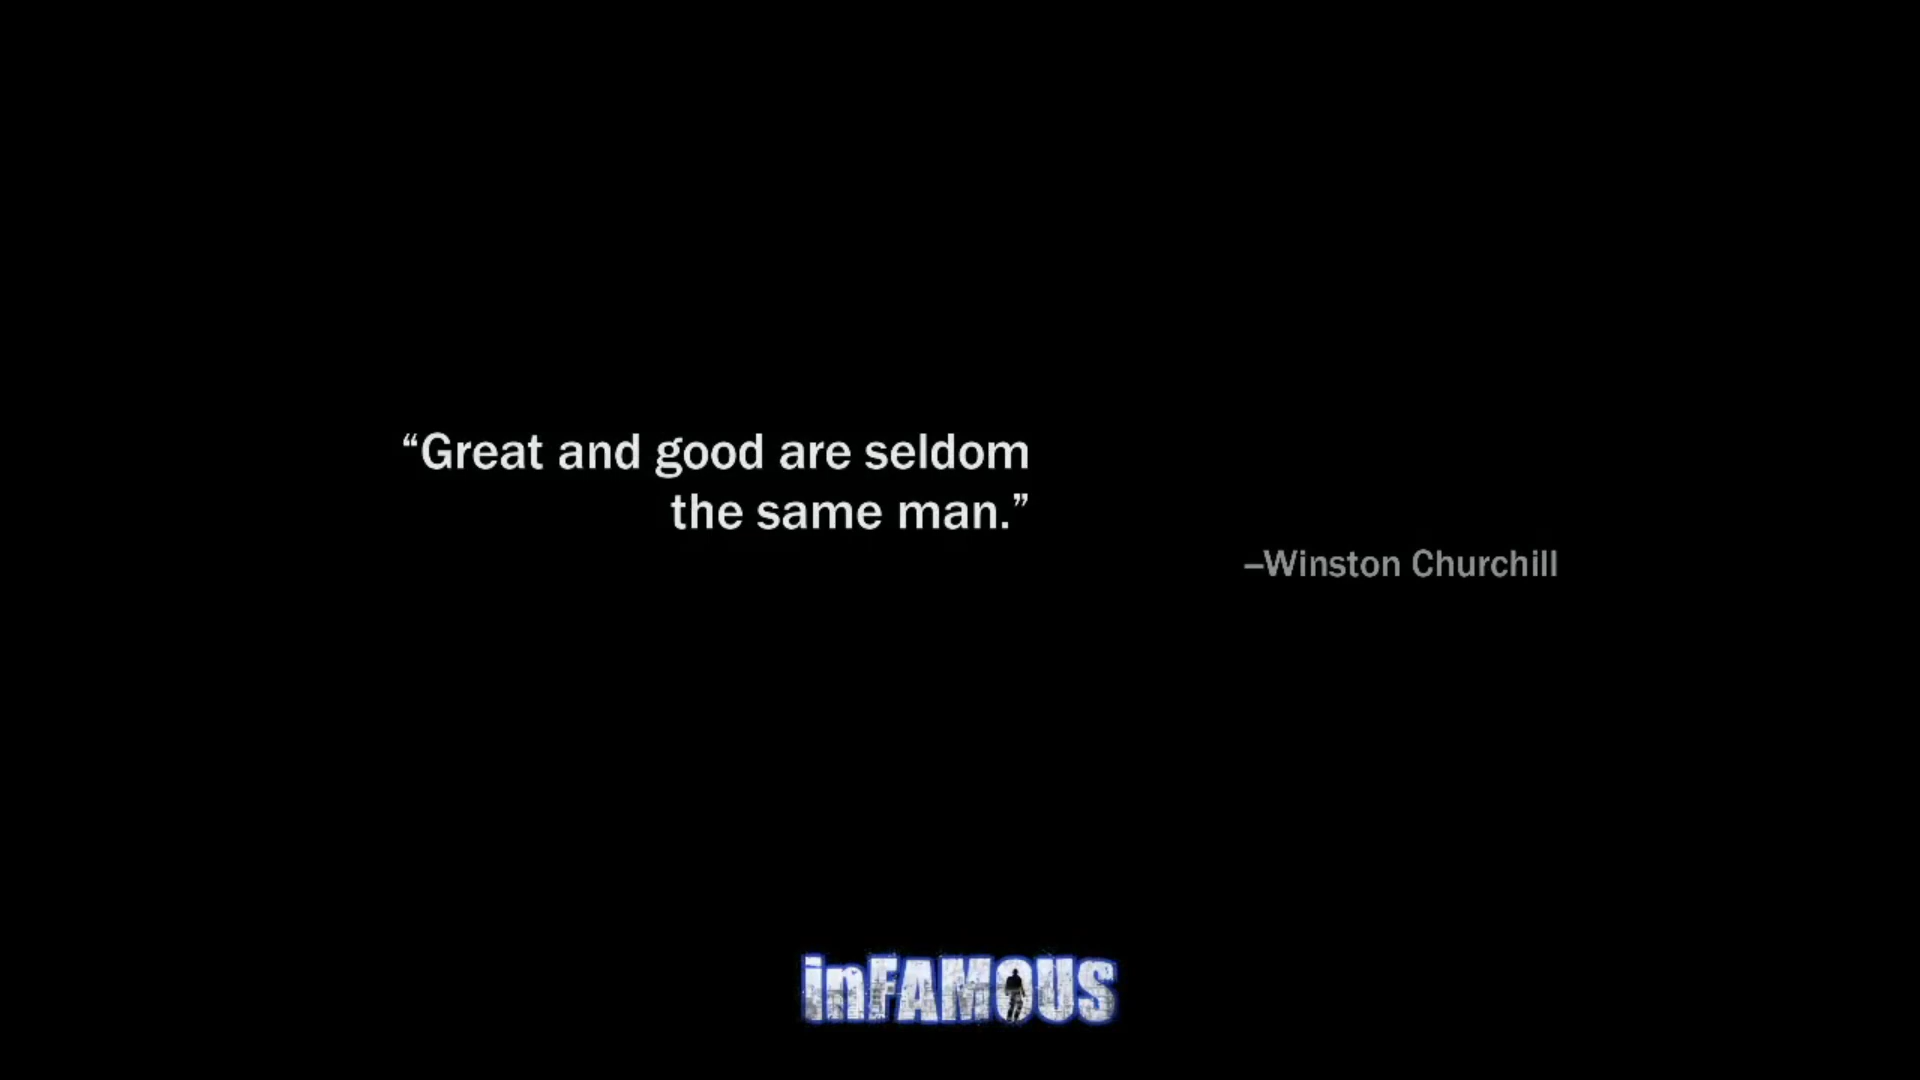 “Great and good are seldom
the same man.”
–Winston Churchill
inFAMOUS